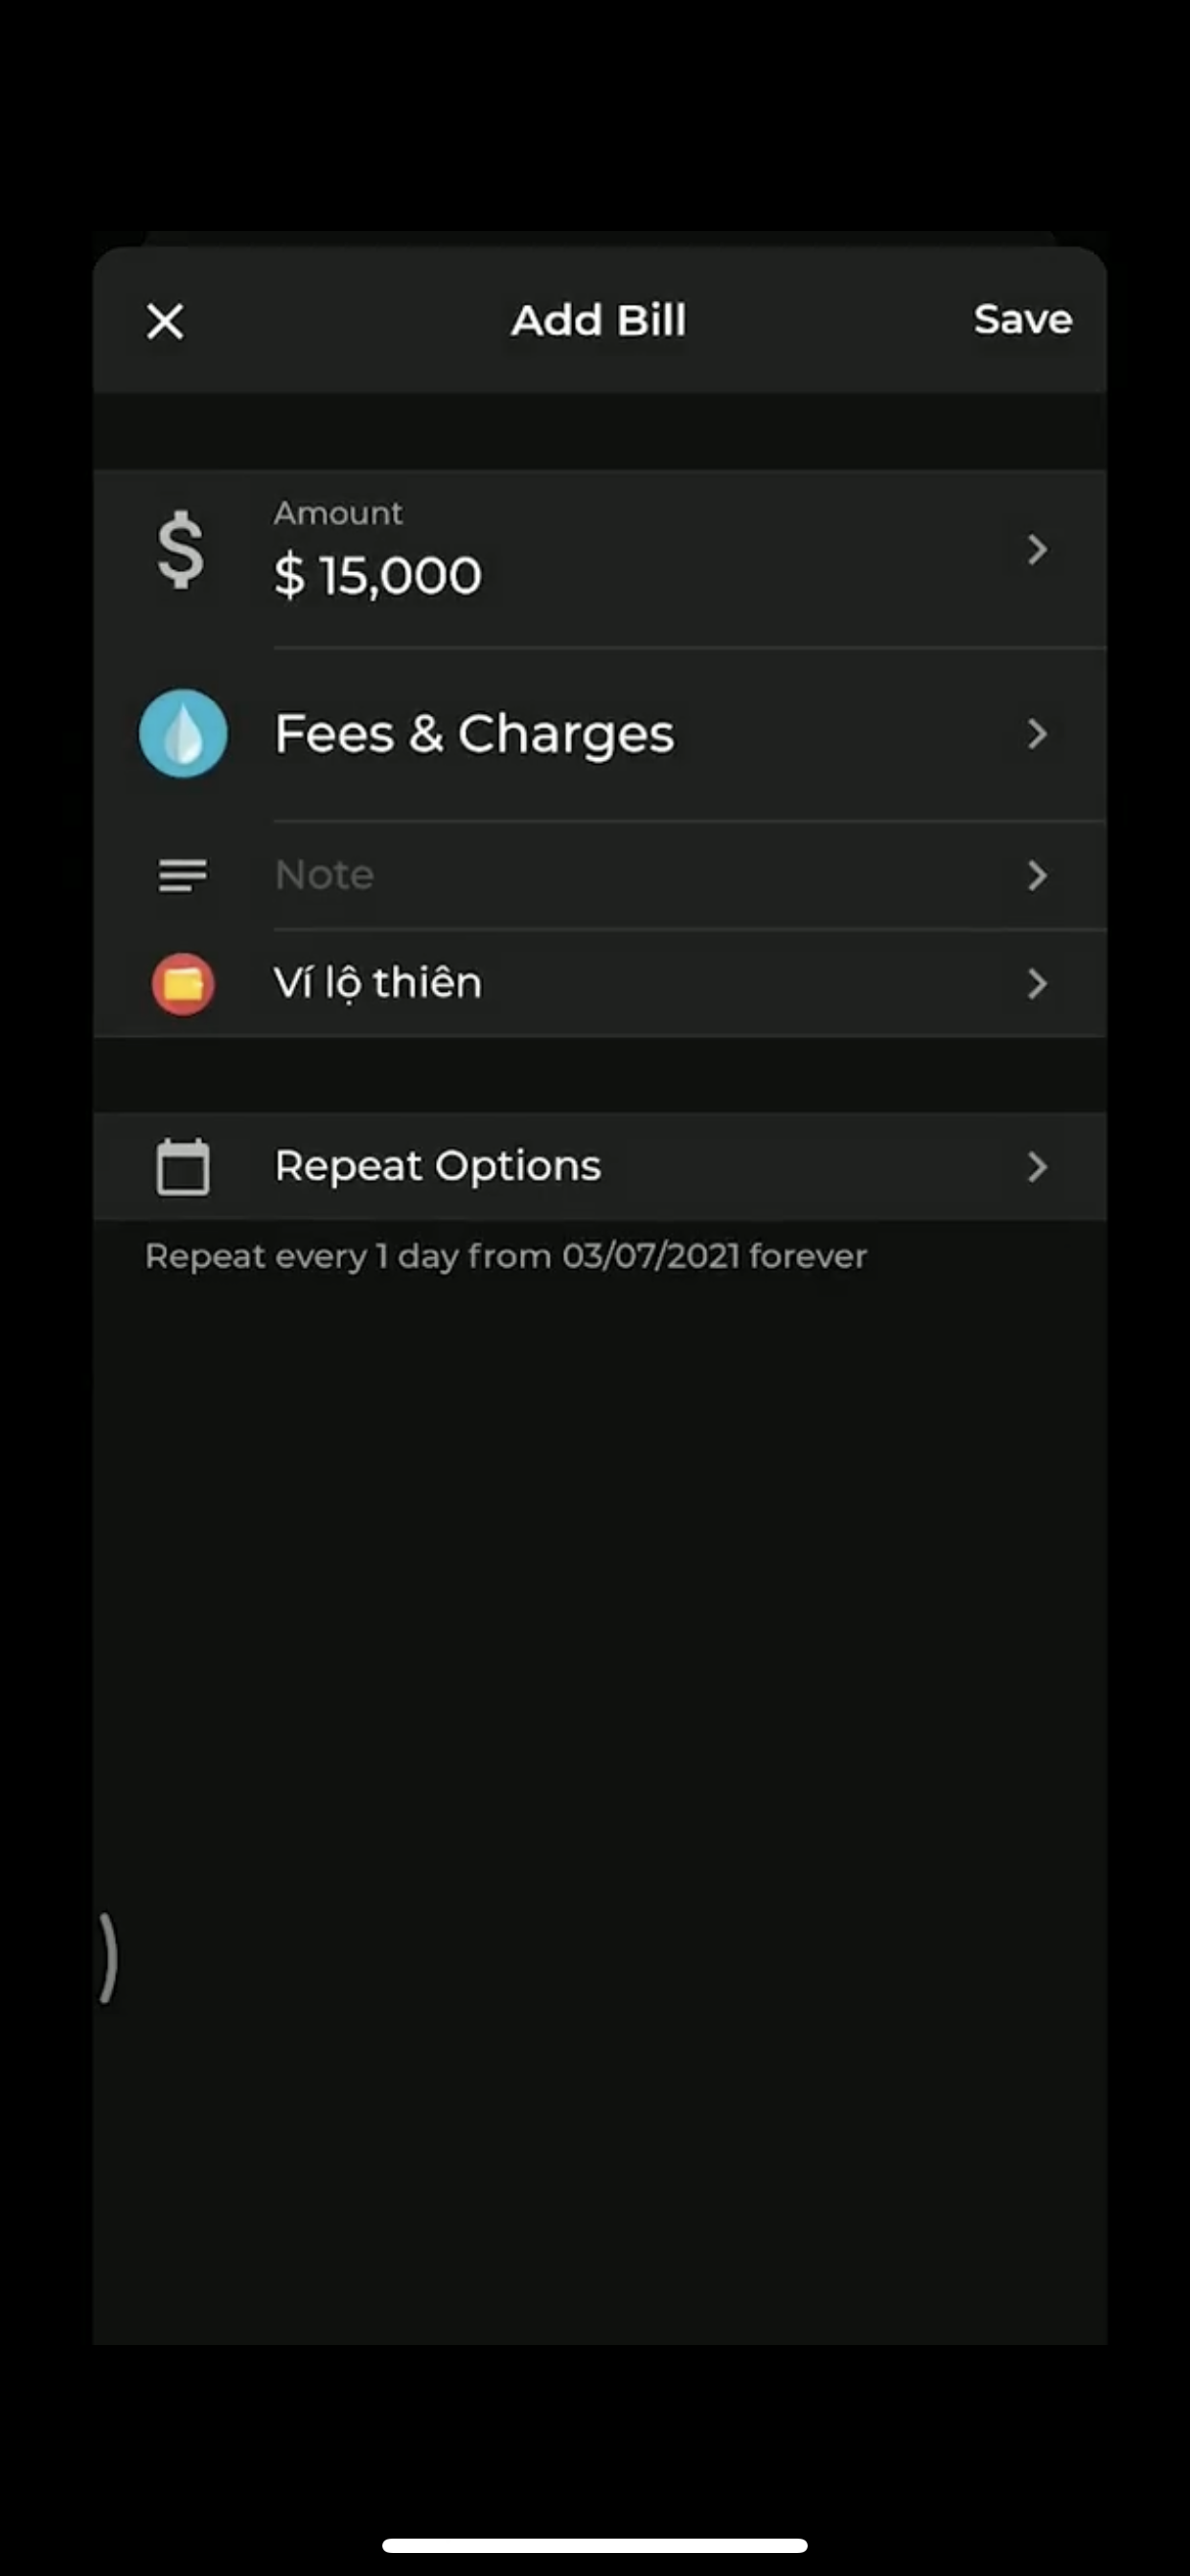 Add Bill
Save
Amount
$ 15,000
Fees & Charges
Note
Ví lộ thiên
Repeat Options
Repeat every 1 day from 03/07/2021 forever